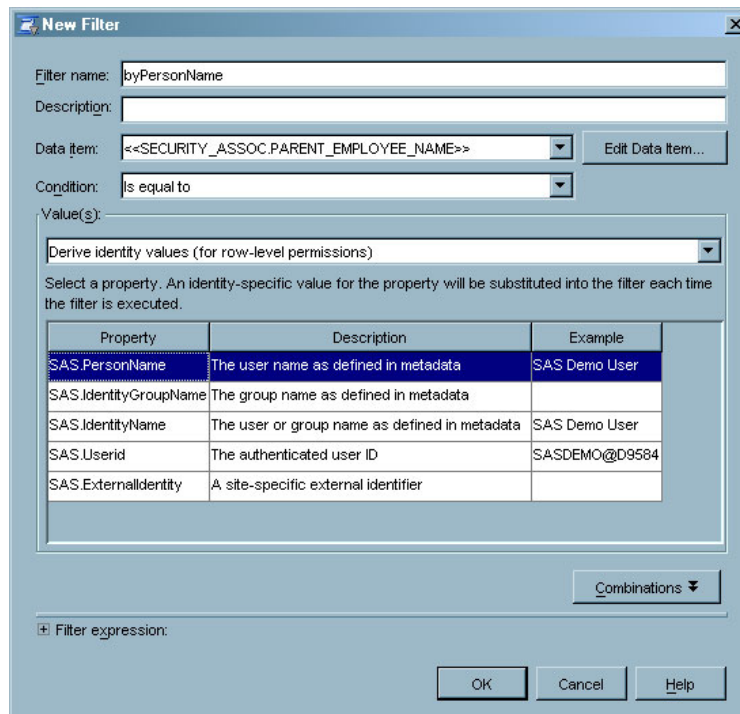 New Filter
Filter name: byPersonName
Description:
Data item: <<SECURITY_ASSOC.PARENT_EMPLOYEE_NAME>> Edit Data Item...
Condition: Is equal to
Value(s):
Derive identity values (for row-level permissions)
Select a property. An identity-specific value for the property will be substituted into the filter each time
the filter is executed.
Property Description Example
SAS.PersonName The user name as defined in metadata SAS Demo User
SAS.IdentityGroupName The group name as defined in metadata
SAS.IdentityName The user or group name as defined in metadata SAS Demo User
SAS.Userid The authenticated user ID SASDEMO@D9584
SAS.ExternalIdentity A site-specific external identifier
Combinations
Filter expression:
OK Cancel Help